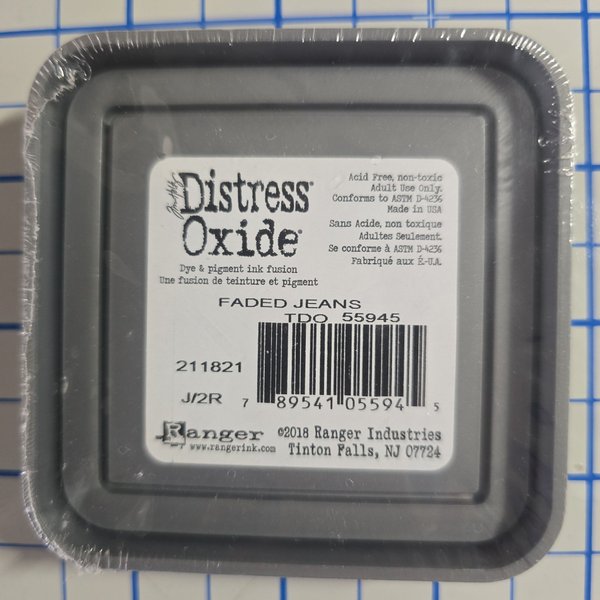 Tim Holtz
Distress®
Oxide®
Dye & pigment ink fusion
Une fusion de teinture et pigment
Acid Free, non-toxic
Adult Use Only.
Conforms to ASTM D-4236
Made in USA
Sans Acide, non toxique
Adultes Seulement.
Se conforme à ASTM D-4236
Fabriqué aux É-U.A.
FADED JEANS
TDO 55945
211821
J/2R
7 89541 05594 5
Ranger
www.rangerink.com
©2018 Ranger Industries
Tinton Falls, NJ 07724